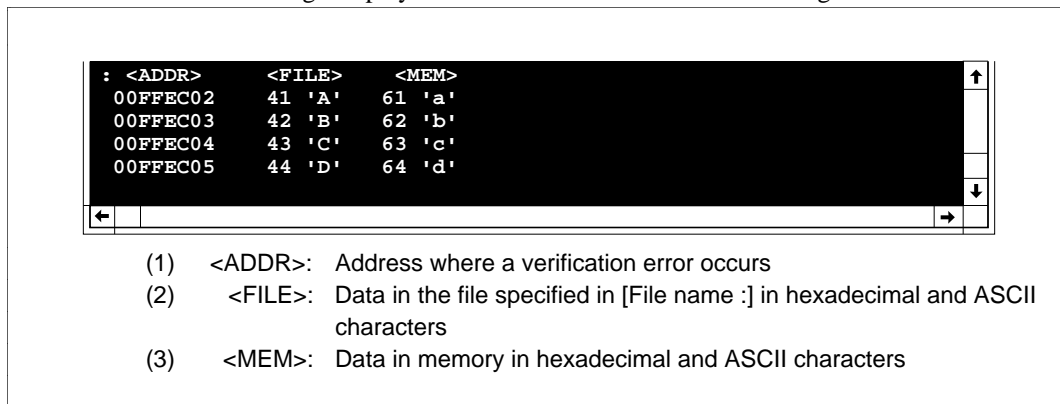 : <ADDR> <FILE> <MEM>
00FFEC02 41 'A' 61 'a'
00FFEC03 42 'B' 62 'b'
00FFEC04 43 'C' 63 'c'
00FFEC05 44 'D' 64 'd'
(1) <ADDR>: Address where a verification error occurs
(2) <FILE>: Data in the file specified in [File name :] in hexadecimal and ASCII
characters
(3) <MEM>: Data in memory in hexadecimal and ASCII characters